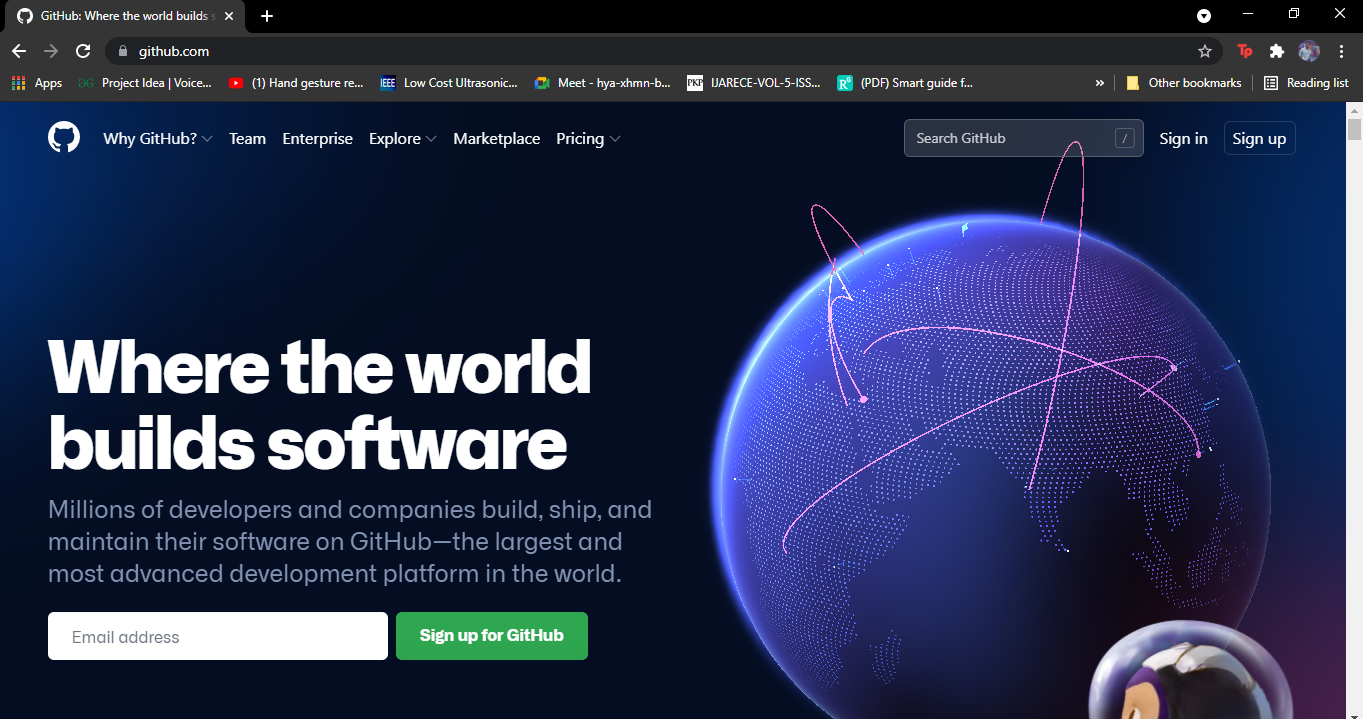 GitHub: Where the world builds s
github.com
Apps
Project Idea | Voice...
(1) Hand gesture re...
IEEE
Low Cost Ultrasonic...
Meet - hya-xhmn-b...
PKP
IJARECE-VOL-5-ISS...
(PDF) Smart guide f...
»
Other bookmarks
Reading list
Why GitHub?
Team
Enterprise
Explore
Marketplace
Pricing
Search GitHub
/
Sign in
Sign up
Where the world
builds software
Millions of developers and companies build, ship, and
maintain their software on GitHub—the largest and
most advanced development platform in the world.
Email address
Sign up for GitHub